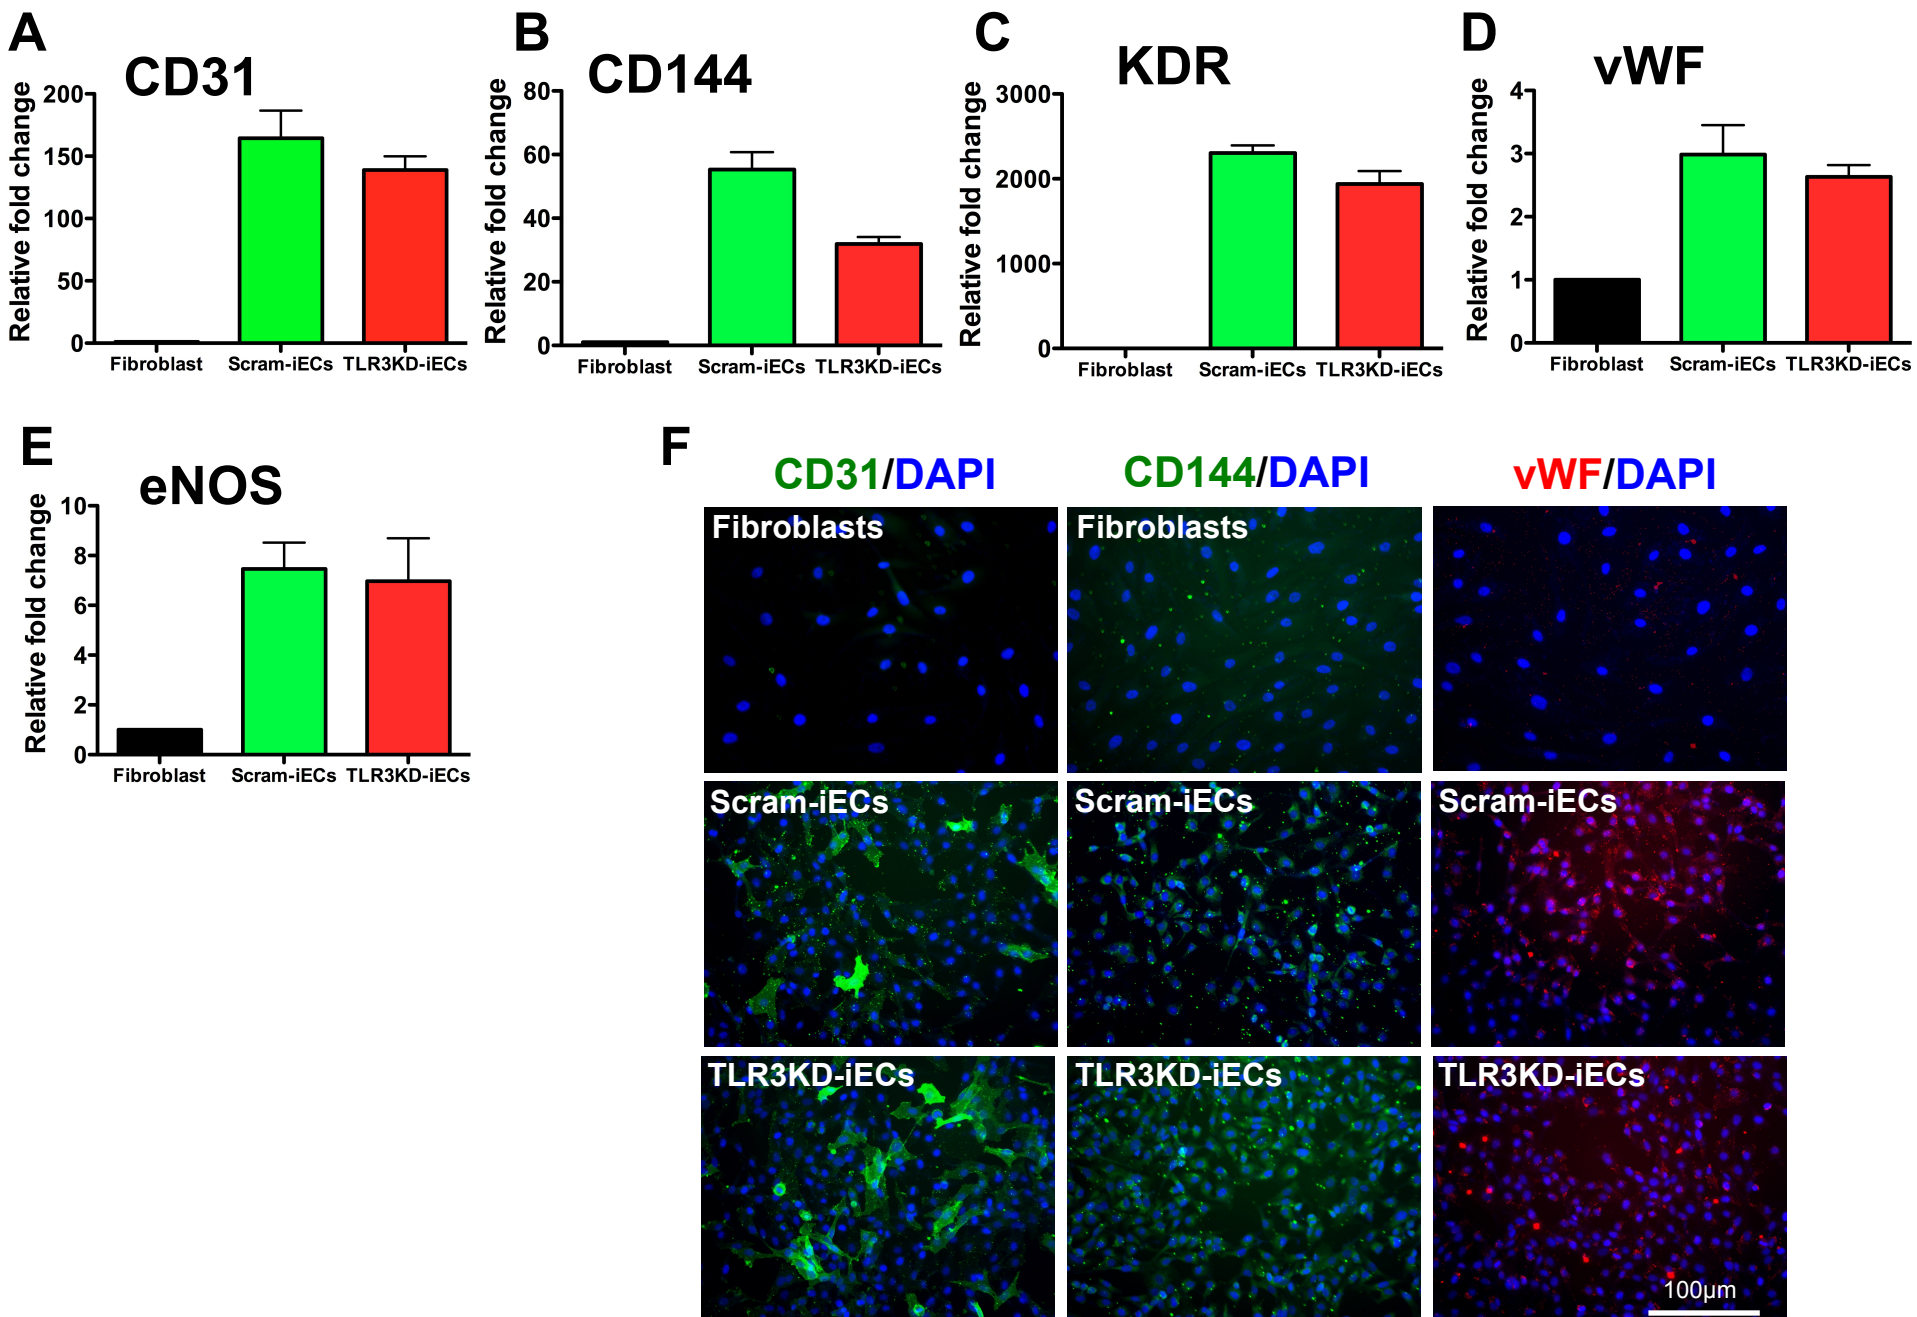 A
CD31
Relative fold change
200
150
100
50
0
Fibroblast Scram-iECs TLR3KD-iECs
B
CD144
Relative fold change
80
60
40
20
0
Fibroblast Scram-iECs TLR3KD-iECs
C
KDR
Relative fold change
3000
2000
1000
0
Fibroblast Scram-iECs TLR3KD-iECs
D
vWF
Relative fold change
4
3
2
1
0
Fibroblast Scram-iECs TLR3KD-iECs
E
eNOS
Relative fold change
10
8
6
4
2
0
Fibroblast Scram-iECs TLR3KD-iECs
F
CD31/DAPI CD144/DAPI vWF/DAPI
Fibroblasts Fibroblasts
Scram-iECs Scram-iECs Scram-iECs
TLR3KD-iECs TLR3KD-iECs TLR3KD-iECs
100μm